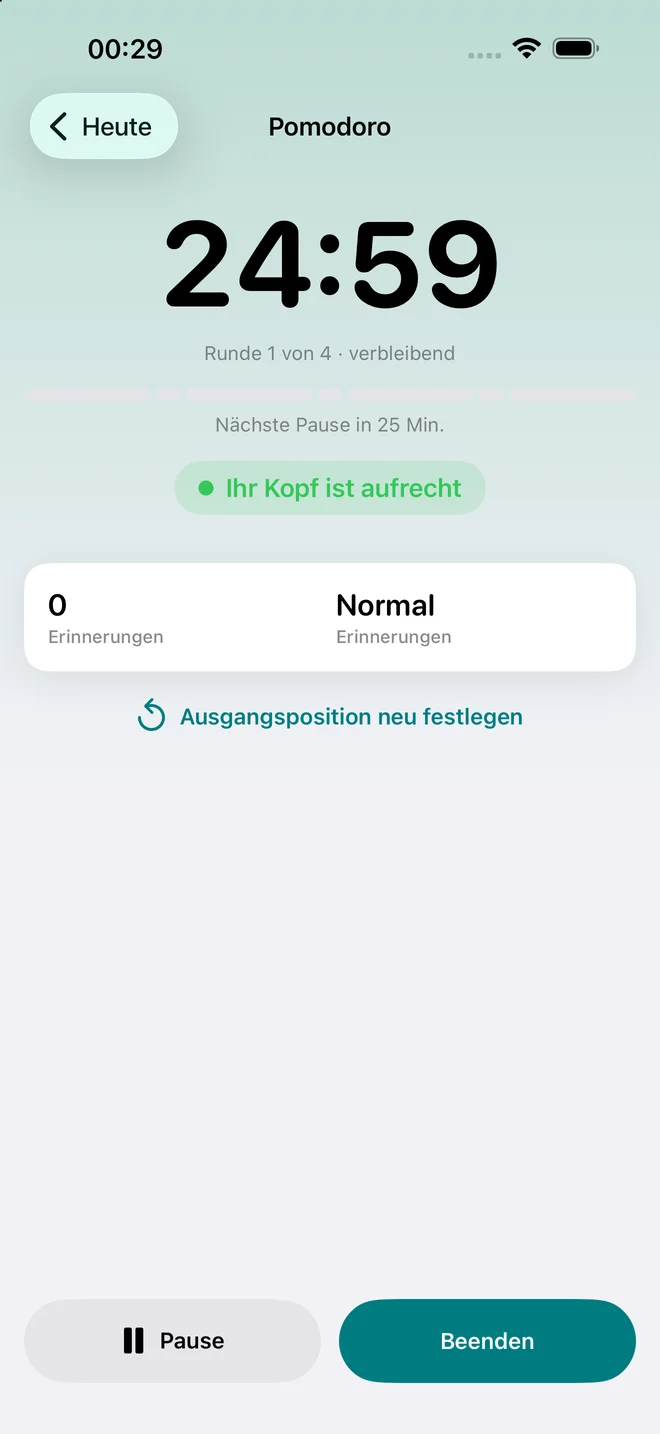 00:29
Heute
Pomodoro
24:59
Runde 1 von 4 · verbleibend
Nächste Pause in 25 Min.
Ihr Kopf ist aufrecht
0
Erinnerungen
Normal
Erinnerungen
Ausgangsposition neu festlegen
Pause
Beenden